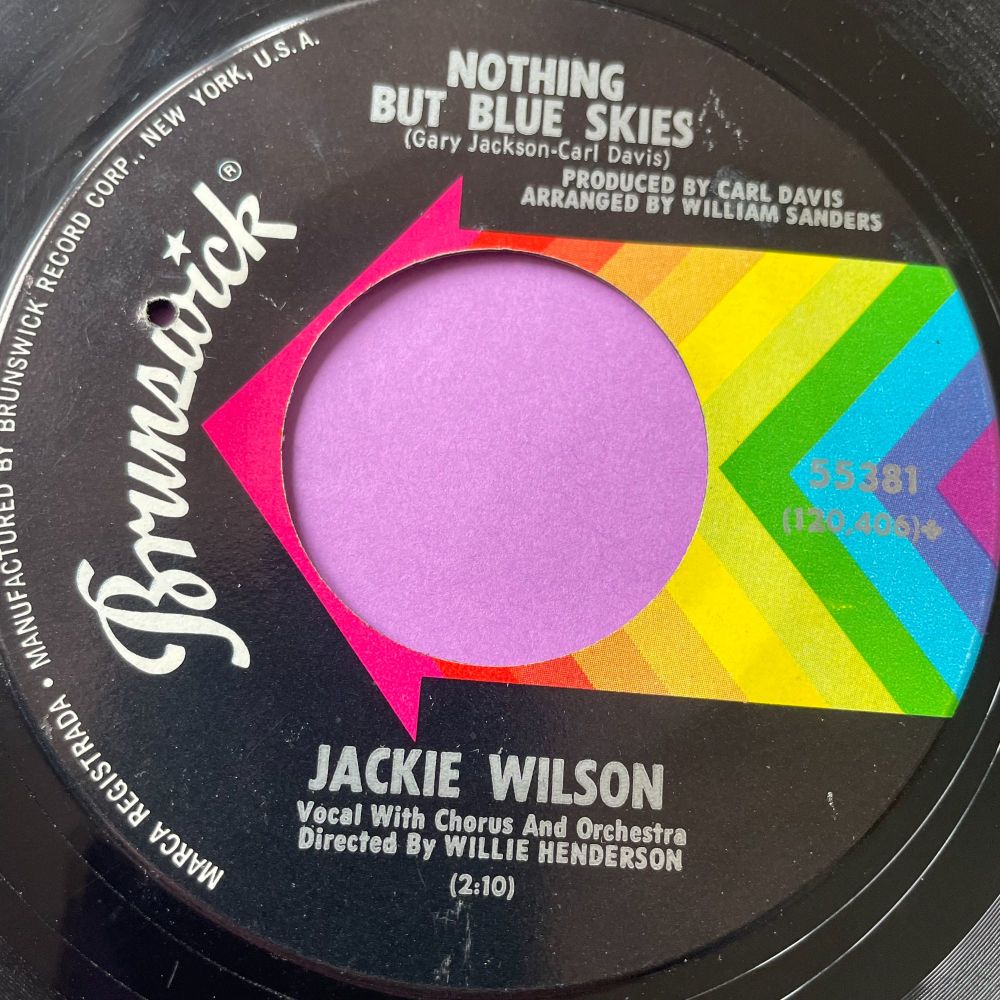 NOTHING
BUT BLUE SKIES
(Gary Jackson-Carl Davis)
PRODUCED BY CARL DAVIS
ARRANGED BY WILLIAM SANDERS
Brunswick®
MARCA REGISTRADA • MANUFACTURED BY BRUNSWICK RECORD CORP., NEW YORK, U.S.A.
55381
(120,406)+
JACKIE WILSON
Vocal With Chorus And Orchestra
Directed By WILLIE HENDERSON
(2:10)